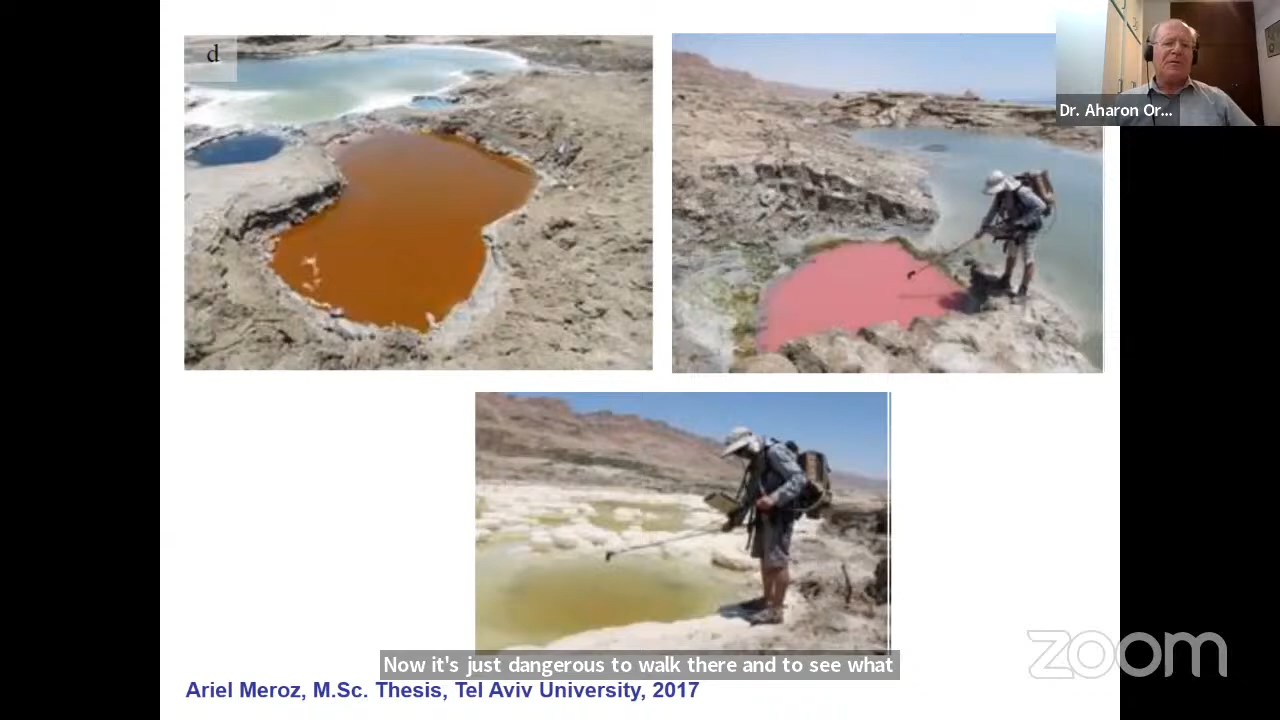 d
Dr. Aharon Or...
Now it's just dangerous to walk there and to see what
zoom
Ariel Meroz, M.Sc. Thesis, Tel Aviv University, 2017